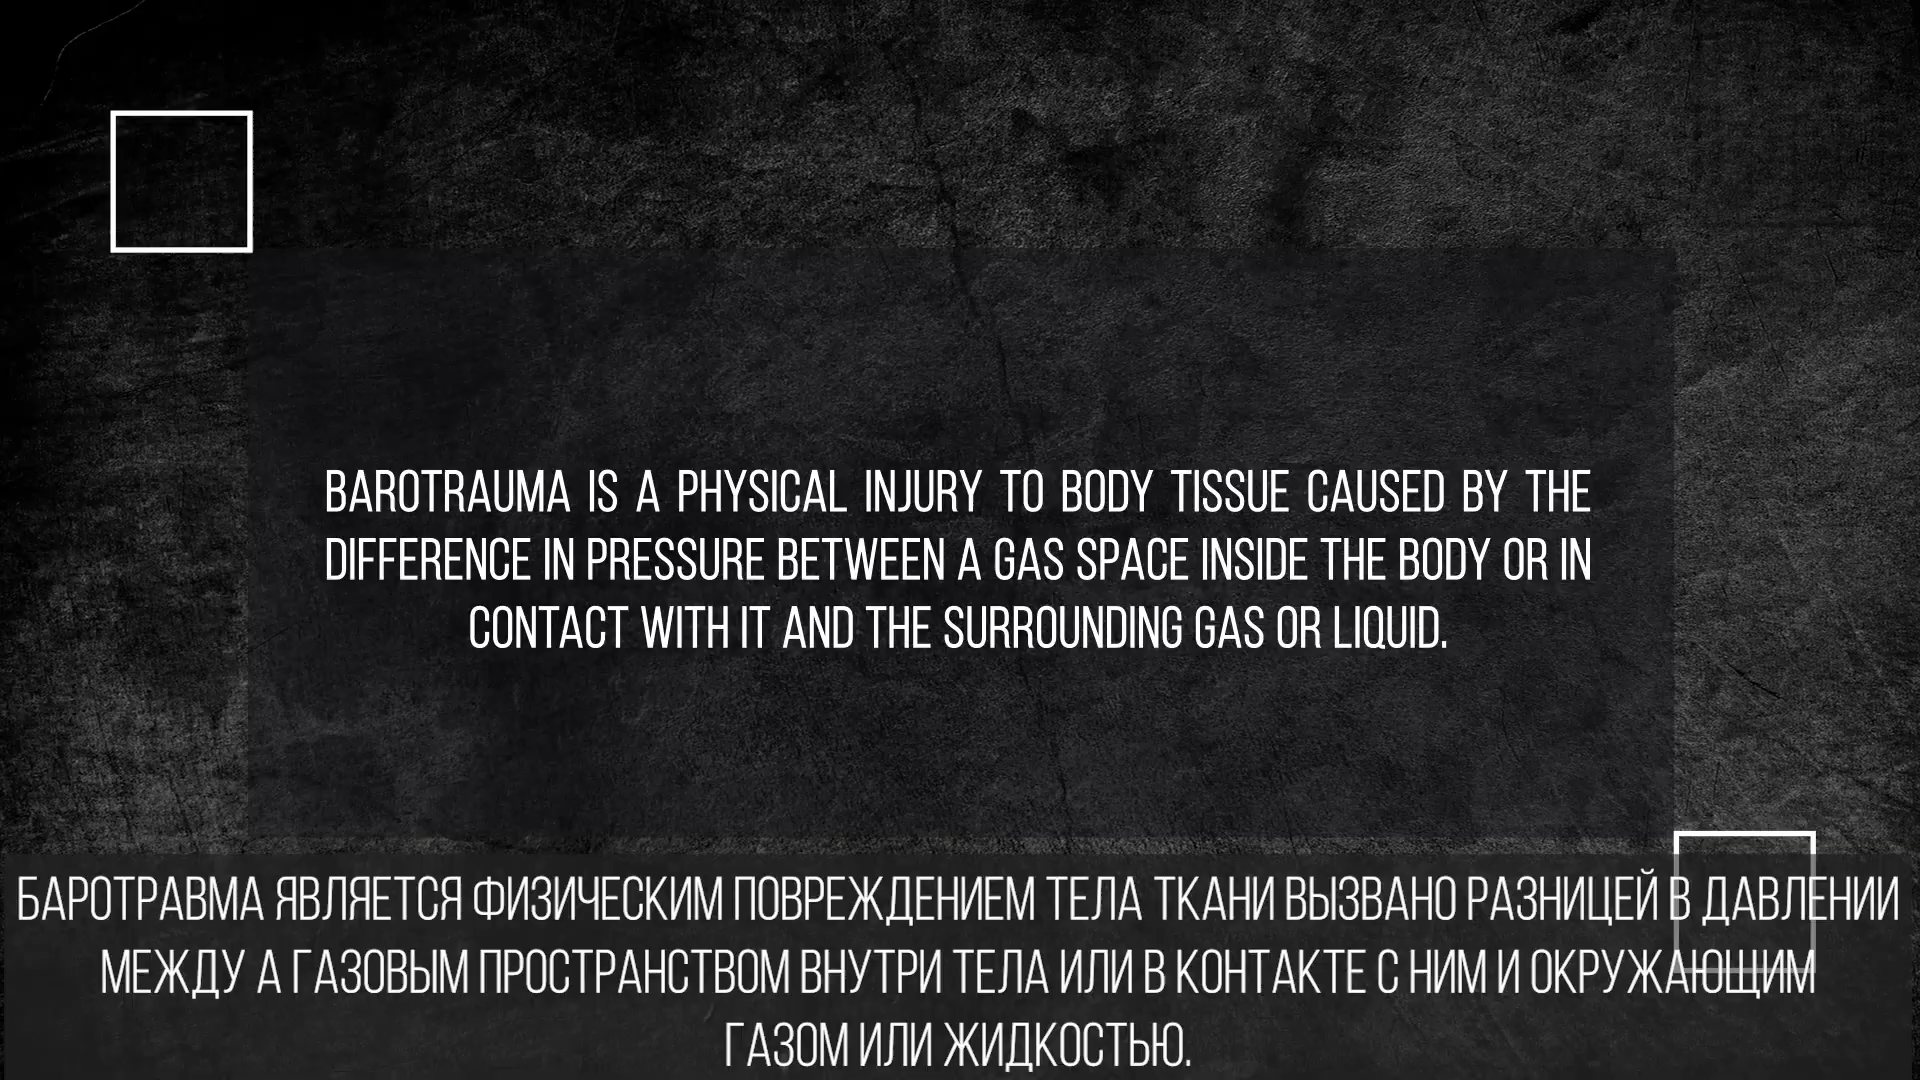 BAROTRAUMA IS A PHYSICAL INJURY TO BODY TISSUE CAUSED BY THE
DIFFERENCE IN PRESSURE BETWEEN A GAS SPACE INSIDE THE BODY OR IN
CONTACT WITH IT AND THE SURROUNDING GAS OR LIQUID.
БАРОТРАВМА ЯВЛЯЕТСЯ ФИЗИЧЕСКИМ ПОВРЕЖДЕНИЕМ ТЕЛА ТКАНИ ВЫЗВАНО РАЗНИЦЕЙ В ДАВЛЕНИИ
МЕЖДУ А ГАЗОВЫМ ПРОСТРАНСТВОМ ВНУТРИ ТЕЛА ИЛИ В КОНТАКТЕ С НИМ И ОКРУЖАЮЩИМ
ГАЗОМ ИЛИ ЖИДКОСТЬЮ.